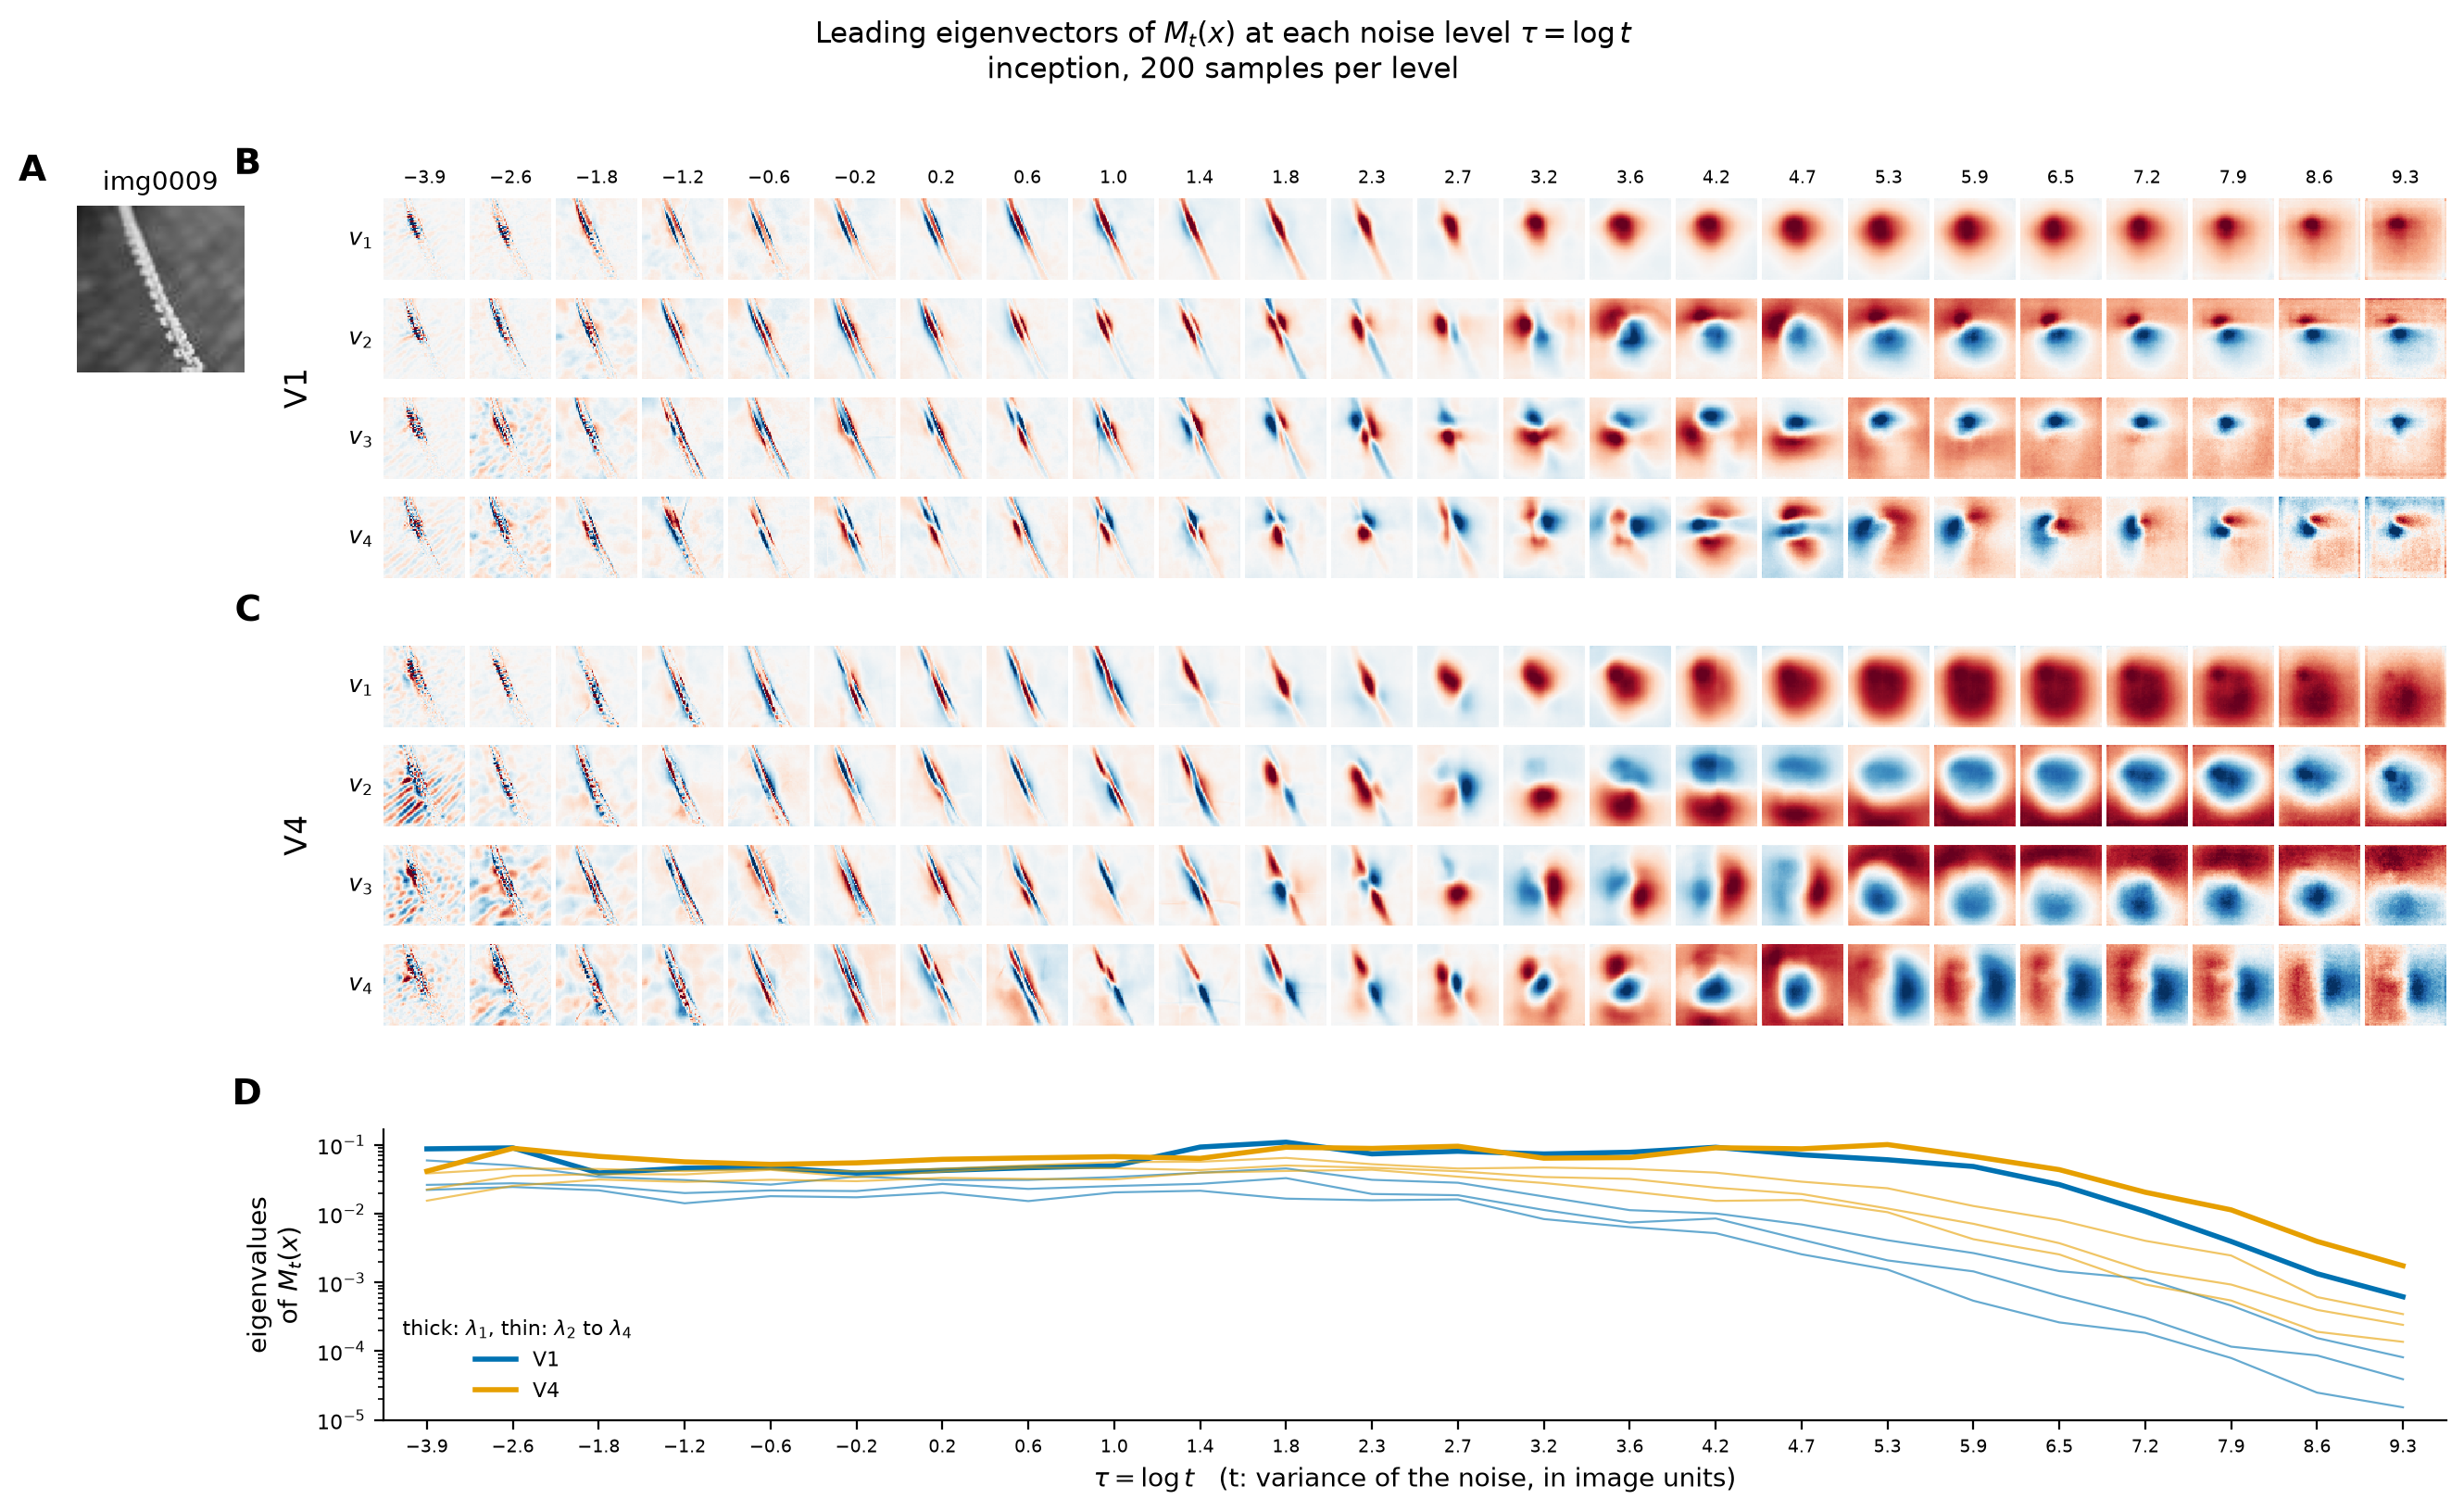 Leading eigenvectors of M_t(x) at each noise level τ = log t
inception, 200 samples per level
A
img0009
B
−3.9 −2.6 −1.8 −1.2 −0.6 −0.2 0.2 0.6 1.0 1.4 1.8 2.3 2.7 3.2 3.6 4.2 4.7 5.3 5.9 6.5 7.2 7.9 8.6 9.3
V1
v₁
v₂
v₃
v₄
C
V4
v₁
v₂
v₃
v₄
D
eigenvalues
of M_t(x)
10⁻¹
10⁻²
10⁻³
10⁻⁴
10⁻⁵
thick: λ₁, thin: λ₂ to λ₄
V1
V4
−3.9 −2.6 −1.8 −1.2 −0.6 −0.2 0.2 0.6 1.0 1.4 1.8 2.3 2.7 3.2 3.6 4.2 4.7 5.3 5.9 6.5 7.2 7.9 8.6 9.3
τ = log t (t: variance of the noise, in image units)